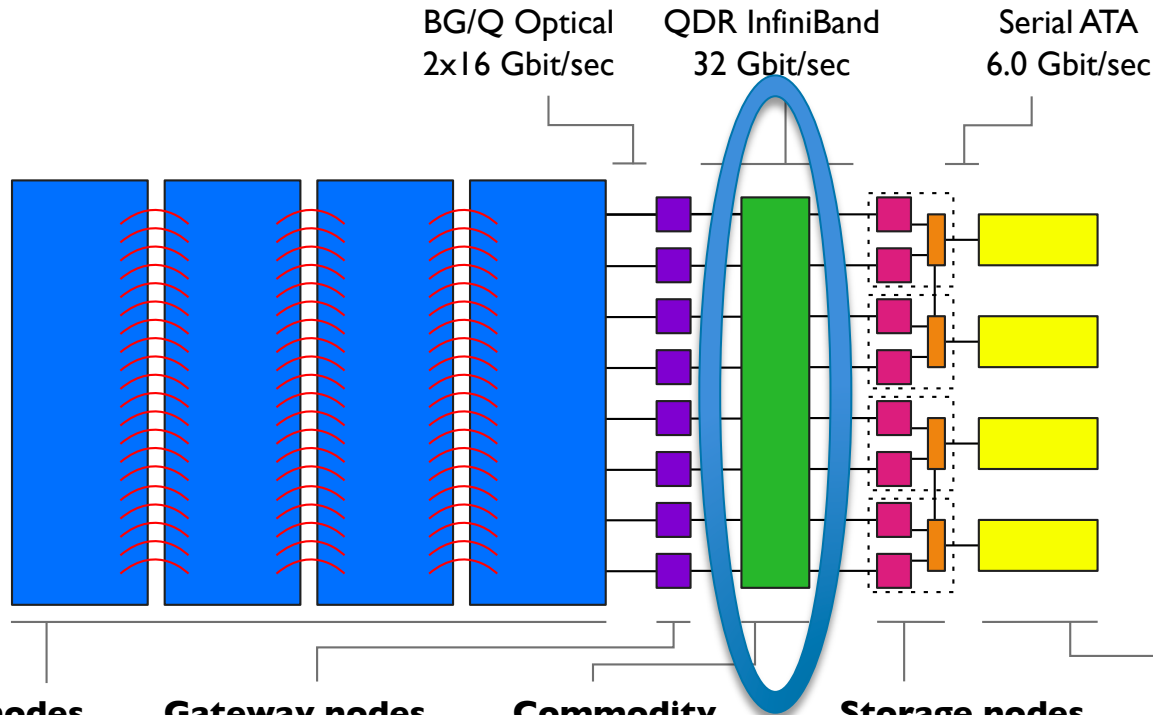 BG/Q Optical
2x16 Gbit/sec
QDR InfiniBand
32 Gbit/sec
Serial ATA
6.0 Gbit/sec
nodes
Gateway nodes
Commodity
Storage nodes